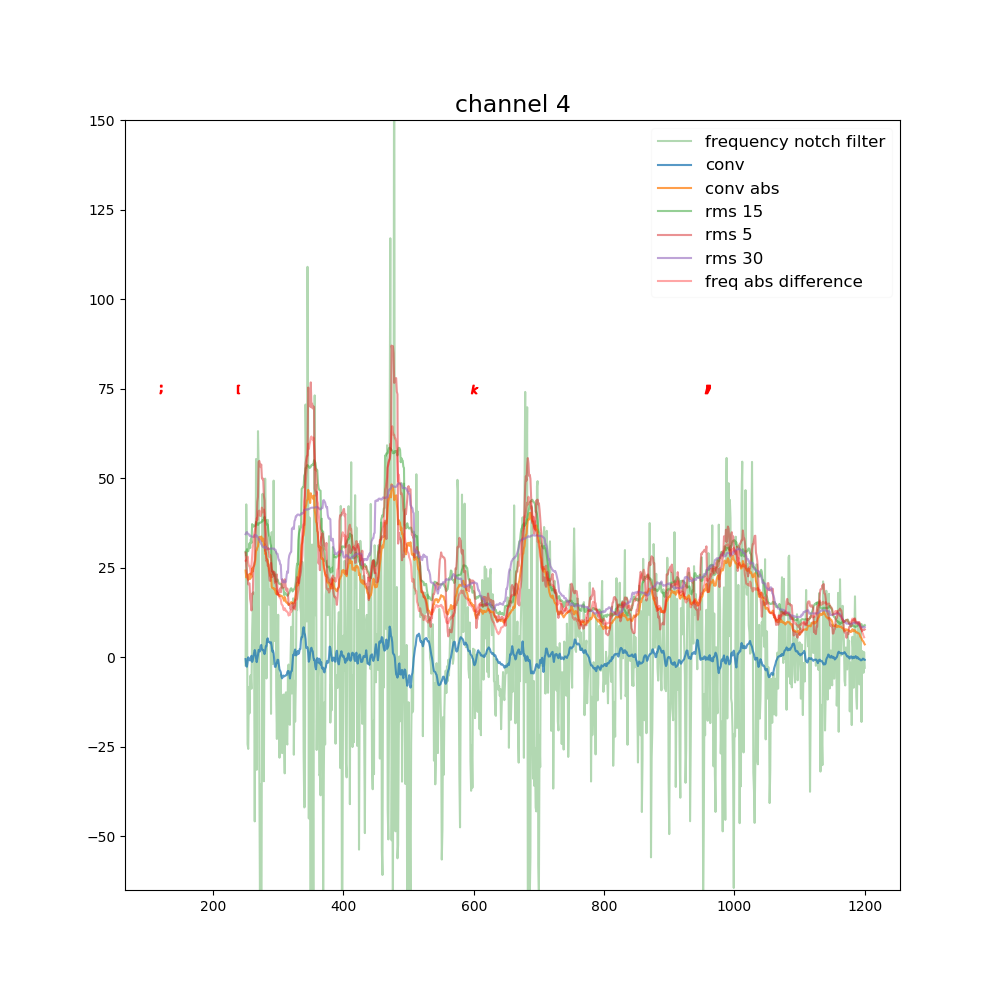 channel 4
150
125
100
75
50
25
0
−25
−50
frequency notch filter
conv
conv abs
rms 15
rms 5
rms 30
freq abs difference
; [ k
200 400 600 800 1000 1200